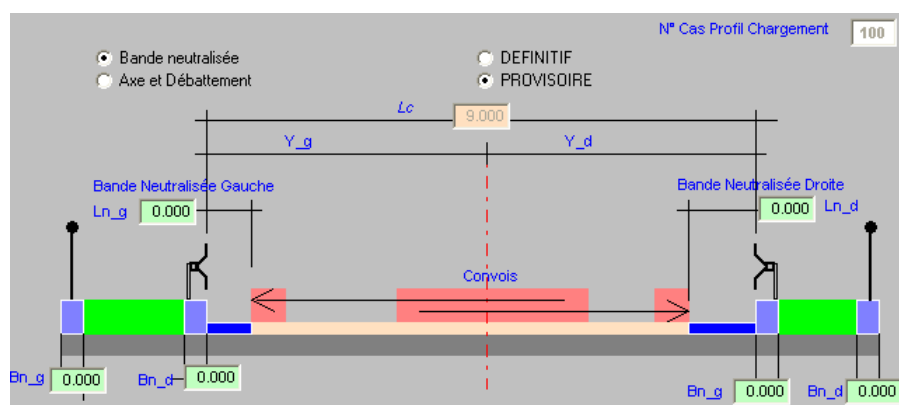 N° Cas Profil Chargement 100
Bande neutralisée DEFINITIF
Axe et Débattement PROVISOIRE
Lc 9.000
Y_g Y_d
Bande Neutralisée Gauche Bande Neutralisée Droite
Ln_g 0.000 0.000 Ln_d
Convois
Bn_g 0.000 Bn_d 0.000 Bn_g 0.000 Bn_d 0.000